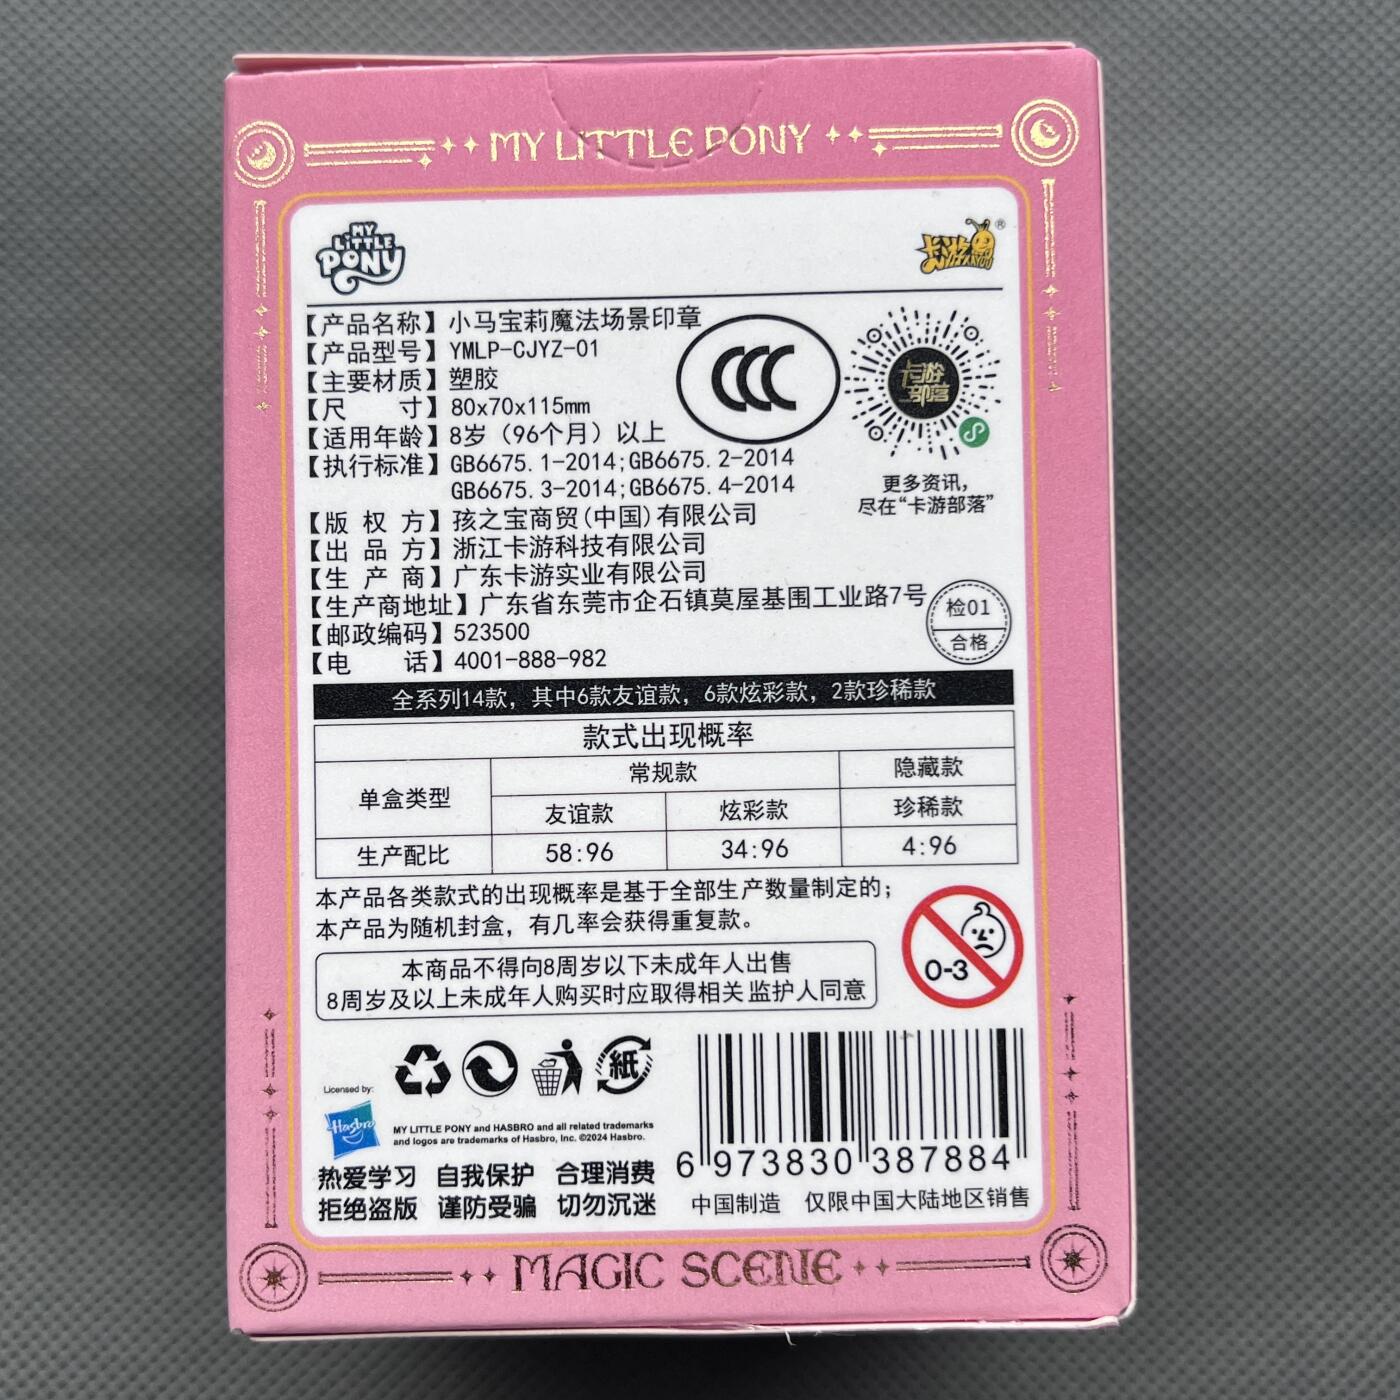 MY LITTLE PONY
MY LITTLE PONY
卡游 KAYOU ®
【产品名称】小马宝莉魔法场景印章
【产品型号】YMLP-CJYZ-01
【主要材质】塑胶
【尺 寸】80x70x115mm
【适用年龄】8岁（96个月）以上
【执行标准】GB6675.1-2014;GB6675.2-2014
GB6675.3-2014;GB6675.4-2014
CCC
卡游部落
更多资讯，
尽在“卡游部落”
【版 权 方】孩之宝商贸(中国)有限公司
【出 品 方】浙江卡游科技有限公司
【生 产 商】广东卡游实业有限公司
【生产商地址】广东省东莞市企石镇莫屋基围工业路7号
【邮政编码】523500
【电 话】4001-888-982
检01
合格
全系列14款，其中6款友谊款，6款炫彩款，2款珍稀款
款式出现概率
单盒类型 常规款 隐藏款
友谊款 炫彩款 珍稀款
生产配比 58:96 34:96 4:96
本产品各类款式的出现概率是基于全部生产数量制定的；
本产品为随机封盒，有几率会获得重复款。
0-3
本商品不得向8周岁以下未成年人出售
8周岁及以上未成年人购买时应取得相关监护人同意
紙
Licensed by:
Hasbro
MY LITTLE PONY and HASBRO and all related trademarks
and logos are trademarks of Hasbro, Inc. ©2024 Hasbro.
热爱学习 自我保护 合理消费
拒绝盗版 谨防受骗 切勿沉迷
6 973830 387884
中国制造 仅限中国大陆地区销售
MAGIC SCENE